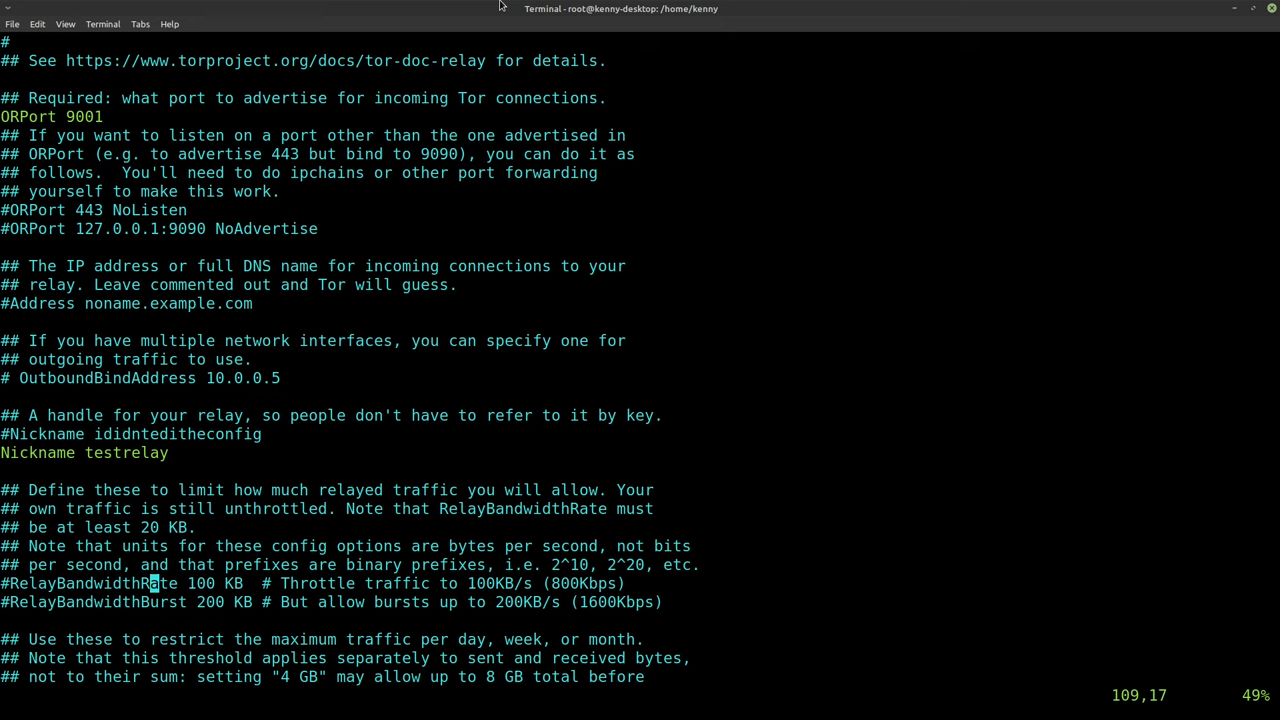 Terminal - root@kenny-desktop: /home/kenny
File Edit View Terminal Tabs Help
#
## See https://www.torproject.org/docs/tor-doc-relay for details.
## Required: what port to advertise for incoming Tor connections.
ORPort 9001
## If you want to listen on a port other than the one advertised in
## ORPort (e.g. to advertise 443 but bind to 9090), you can do it as
## follows.  You'll need to do ipchains or other port forwarding
## yourself to make this work.
#ORPort 443 NoListen
#ORPort 127.0.0.1:9090 NoAdvertise
## The IP address or full DNS name for incoming connections to your
## relay. Leave commented out and Tor will guess.
#Address noname.example.com
## If you have multiple network interfaces, you can specify one for
## outgoing traffic to use.
# OutboundBindAddress 10.0.0.5
## A handle for your relay, so people don't have to refer to it by key.
#Nickname ididnteditheconfig
Nickname testrelay
## Define these to limit how much relayed traffic you will allow. Your
## own traffic is still unthrottled. Note that RelayBandwidthRate must
## be at least 20 KB.
## Note that units for these config options are bytes per second, not bits
## per second, and that prefixes are binary prefixes, i.e. 2^10, 2^20, etc.
#RelayBandwidthRate 100 KB  # Throttle traffic to 100KB/s (800Kbps)
#RelayBandwidthBurst 200 KB # But allow bursts up to 200KB/s (1600Kbps)
## Use these to restrict the maximum traffic per day, week, or month.
## Note that this threshold applies separately to sent and received bytes,
## not to their sum: setting "4 GB" may allow up to 8 GB total before
109,17 49%